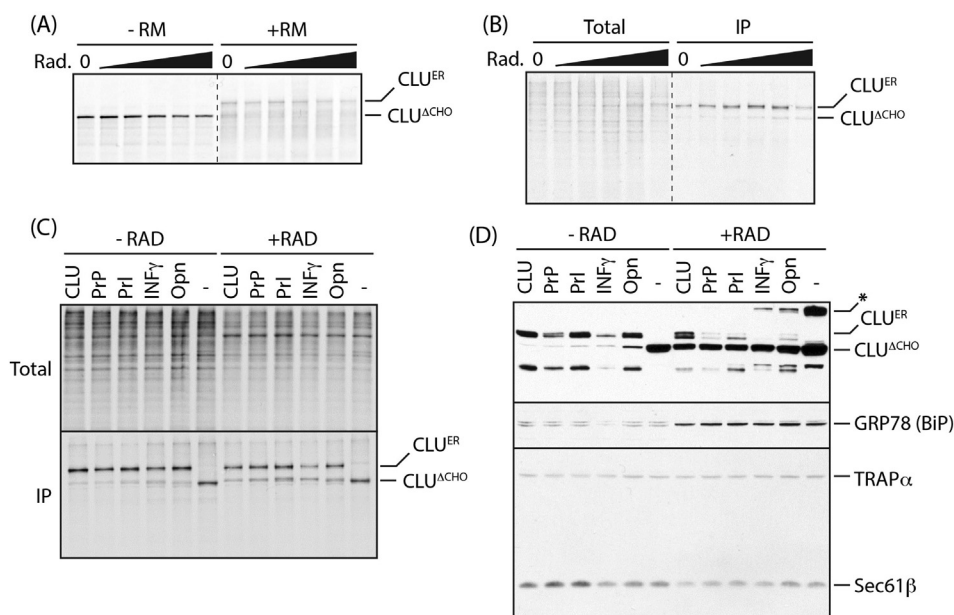 (A)
- RM +RM
Rad. 0 0
CLU^ER
CLU^ΔCHO
(B)
Total IP
Rad. 0 0
CLU^ER
CLU^ΔCHO
(C)
- RAD +RAD
CLU PrP Prl INFγ Opn - CLU PrP Prl INFγ Opn -
Total
IP
CLU^ER
CLU^ΔCHO
(D)
- RAD +RAD
CLU PrP Prl INFγ Opn - CLU PrP Prl INFγ Opn -
*
CLU^ER
CLU^ΔCHO
GRP78 (BiP)
TRAPα
Sec61β